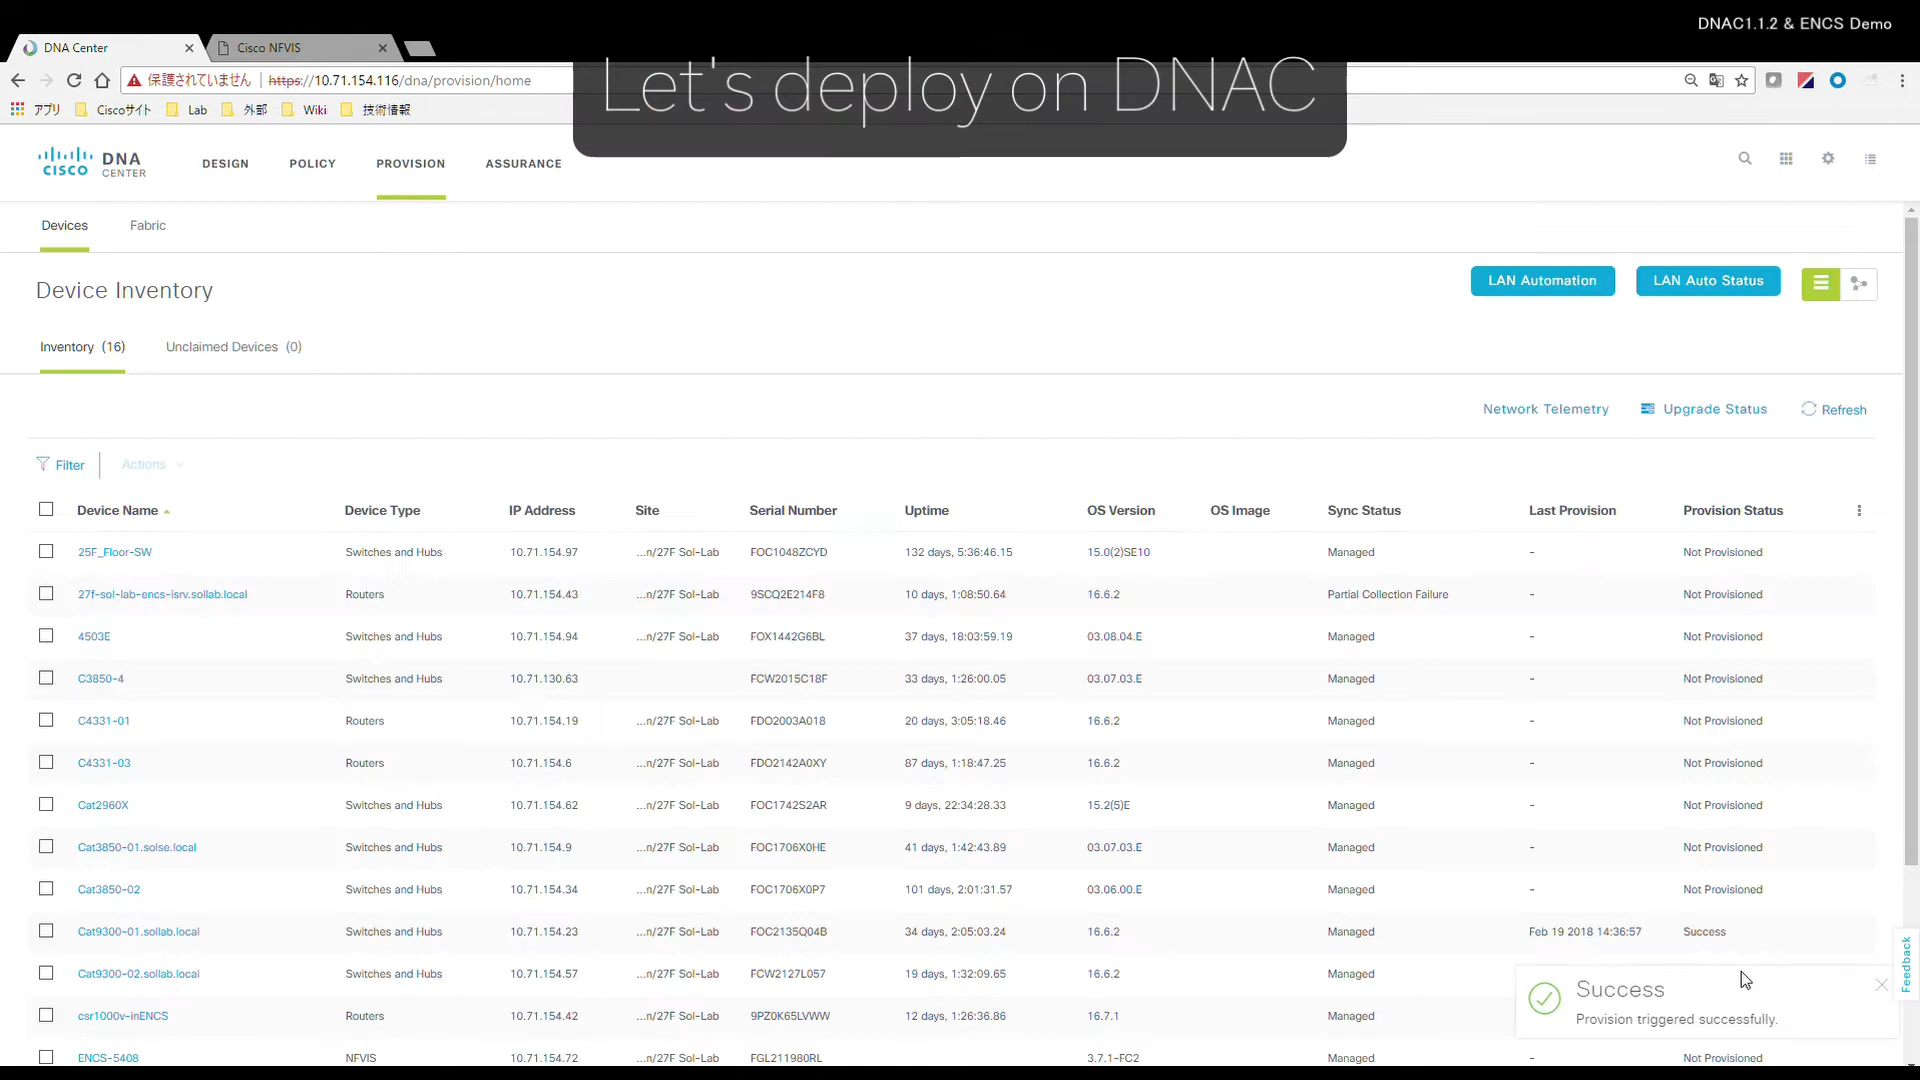 DNAC1.1.2 & ENCS Demo
DNA Center
Cisco NFVIS
保護されていません https://10.71.154.116/dna/provision/home
Let's deploy on DNAC
アプリ Ciscoサイト Lab 外部 Wiki 技術情報
CISCO DNA CENTER DESIGN POLICY PROVISION ASSURANCE
Devices Fabric
Device Inventory LAN Automation LAN Auto Status
Inventory (16) Unclaimed Devices (0)
Network Telemetry Upgrade Status Refresh
Filter Actions
Device Name Device Type IP Address Site Serial Number Uptime OS Version OS Image Sync Status Last Provision Provision Status
25F_Floor-SW Switches and Hubs 10.71.154.97 ...n/27F Sol-Lab FOC1048ZCYD 132 days, 5:36:46.15 15.0(2)SE10 Managed - Not Provisioned
27f-sol-lab-encs-isrv.sollab.local Routers 10.71.154.43 ...n/27F Sol-Lab 9SCQ2E214F8 10 days, 1:08:50.64 16.6.2 Partial Collection Failure - Not Provisioned
4503E Switches and Hubs 10.71.154.94 ...n/27F Sol-Lab FOX1442G6BL 37 days, 18:03:59.19 03.08.04.E Managed - Not Provisioned
C3850-4 Switches and Hubs 10.71.130.63 FCW2015C18F 33 days, 1:26:00.05 03.07.03.E Managed - Not Provisioned
C4331-01 Routers 10.71.154.19 ...n/27F Sol-Lab FDO2003A018 20 days, 3:05:18.46 16.6.2 Managed - Not Provisioned
C4331-03 Routers 10.71.154.6 ...n/27F Sol-Lab FDO2142A0XY 87 days, 1:18:47.25 16.6.2 Managed - Not Provisioned
Cat2960X Switches and Hubs 10.71.154.62 ...n/27F Sol-Lab FOC1742S2AR 9 days, 22:34:28.33 15.2(5)E Managed - Not Provisioned
Cat3850-01.solse.local Switches and Hubs 10.71.154.9 ...n/27F Sol-Lab FOC1706X0HE 41 days, 1:42:43.89 03.07.03.E Managed - Not Provisioned
Cat3850-02 Switches and Hubs 10.71.154.34 ...n/27F Sol-Lab FOC1706X0P7 101 days, 2:01:31.57 03.06.00.E Managed - Not Provisioned
Cat9300-01.sollab.local Switches and Hubs 10.71.154.23 ...n/27F Sol-Lab FOC2135Q04B 34 days, 2:05:03.24 16.6.2 Managed Feb 19 2018 14:36:57 Success
Cat9300-02.sollab.local Switches and Hubs 10.71.154.57 ...n/27F Sol-Lab FCW2127L057 19 days, 1:32:09.65 16.6.2 Managed
csr1000v-inENCS Routers 10.71.154.42 ...n/27F Sol-Lab 9PZ0K65LVWW 12 days, 1:26:36.86 16.7.1 Managed
ENCS-5408 NFVIS 10.71.154.72 ...n/27F Sol-Lab FGL211980RL 3.7.1-FC2 Managed - Not Provisioned
Success
Provision triggered successfully.
Feedback